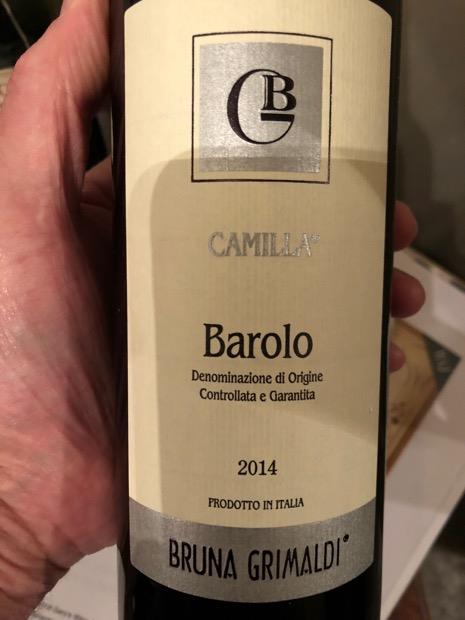 GB
CAMILLA
Barolo
Denominazione di Origine
Controllata e Garantita
2014
PRODOTTO IN ITALIA
BRUNA GRIMALDI®